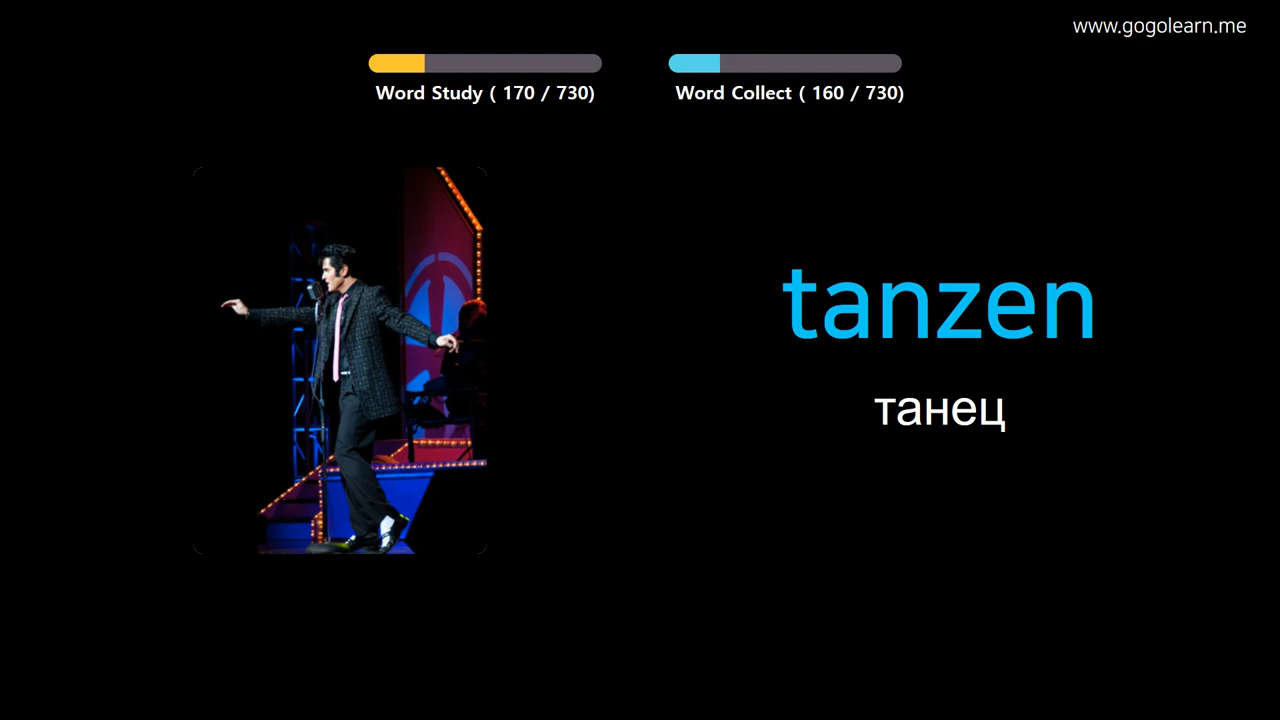 www.gogolearn.me
Word Study ( 170 / 730)
Word Collect ( 160 / 730)
tanzen
танец